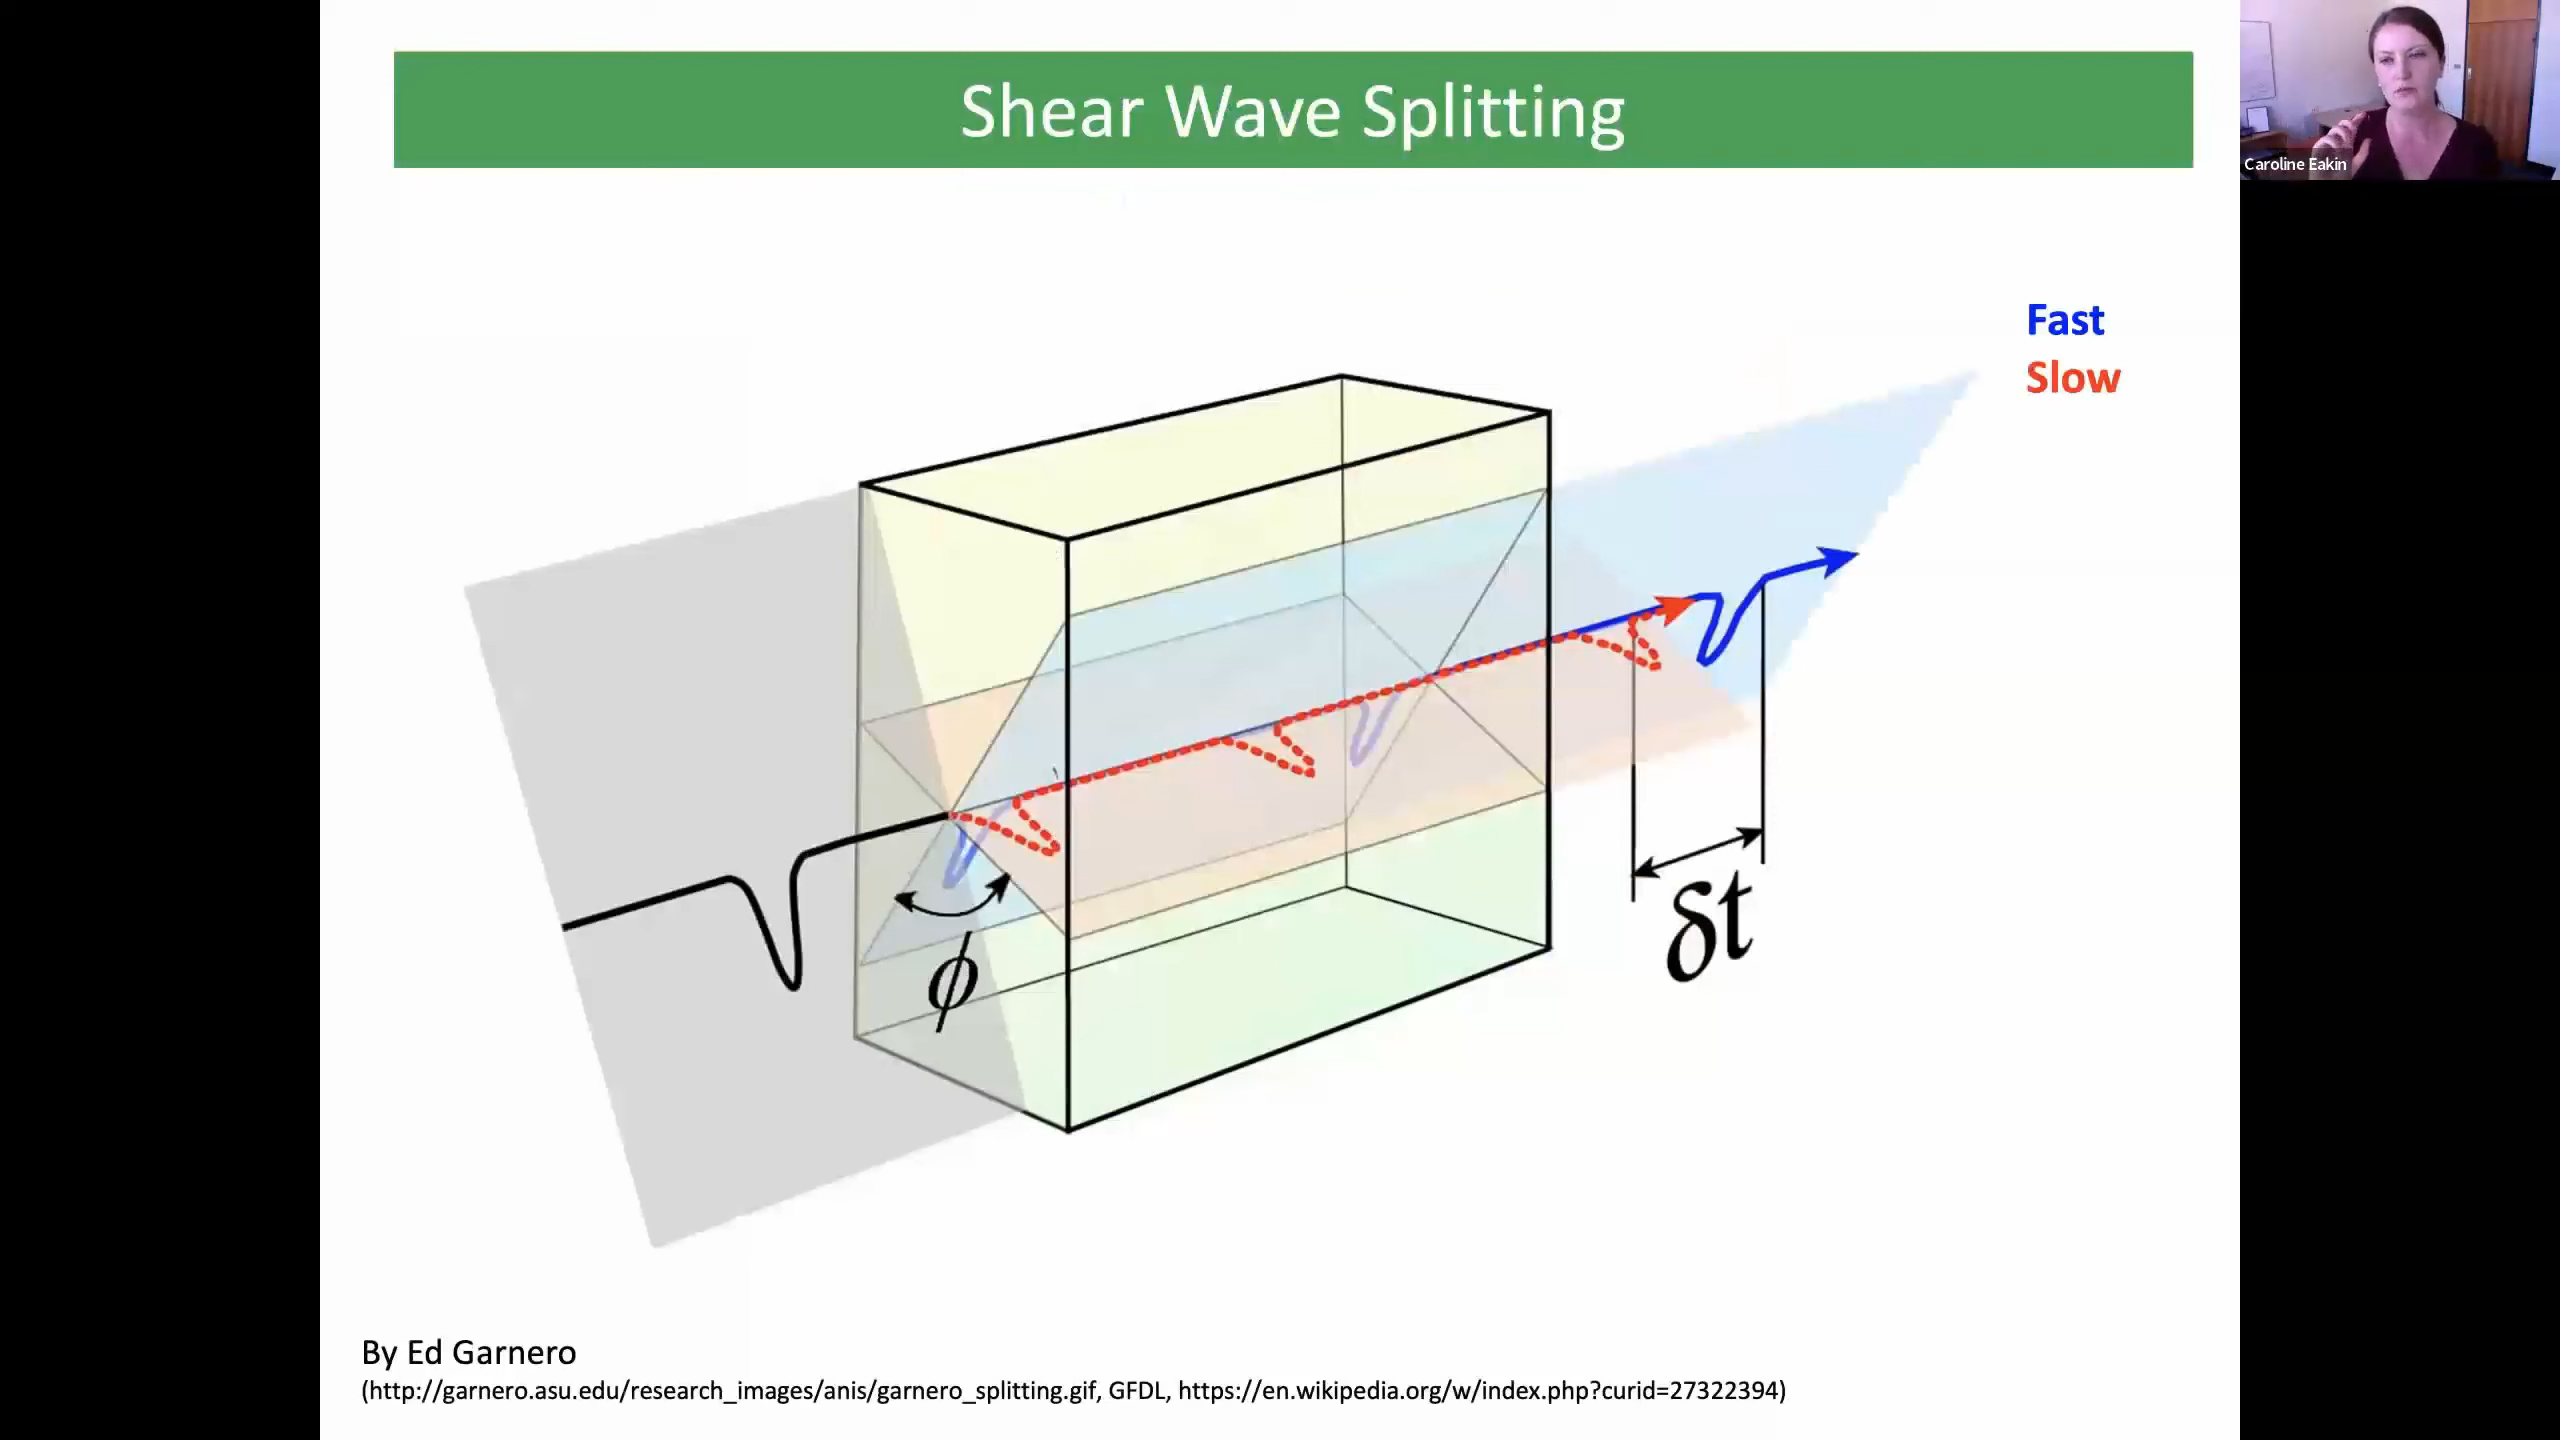 Shear Wave Splitting
Caroline Eakin
Fast
Slow
ϕ
δt
By Ed Garnero
(http://garnero.asu.edu/research_images/anis/garnero_splitting.gif, GFDL, https://en.wikipedia.org/w/index.php?curid=27322394)